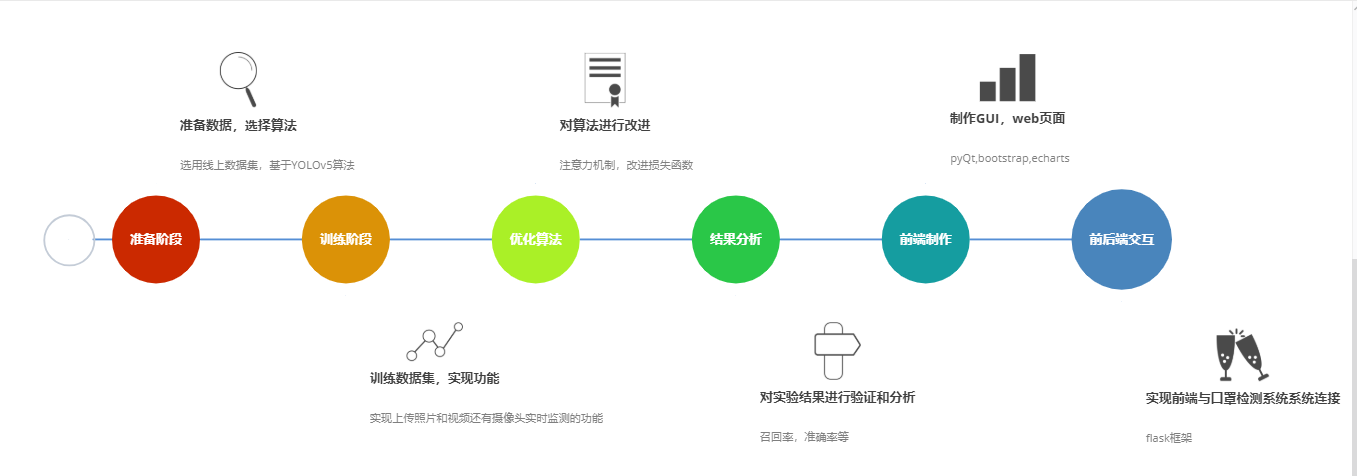 准备数据，选择算法
选用线上数据集，基于YOLOv5算法
对算法进行改进
注意力机制，改进损失函数
制作GUI，web页面
pyQt,bootstrap,echarts
准备阶段
训练阶段
优化算法
结果分析
前端制作
前后端交互
训练数据集，实现功能
实现上传照片和视频还有摄像头实时监测的功能
对实验结果进行验证和分析
召回率，准确率等
实现前端与口罩检测系统系统连接
flask框架